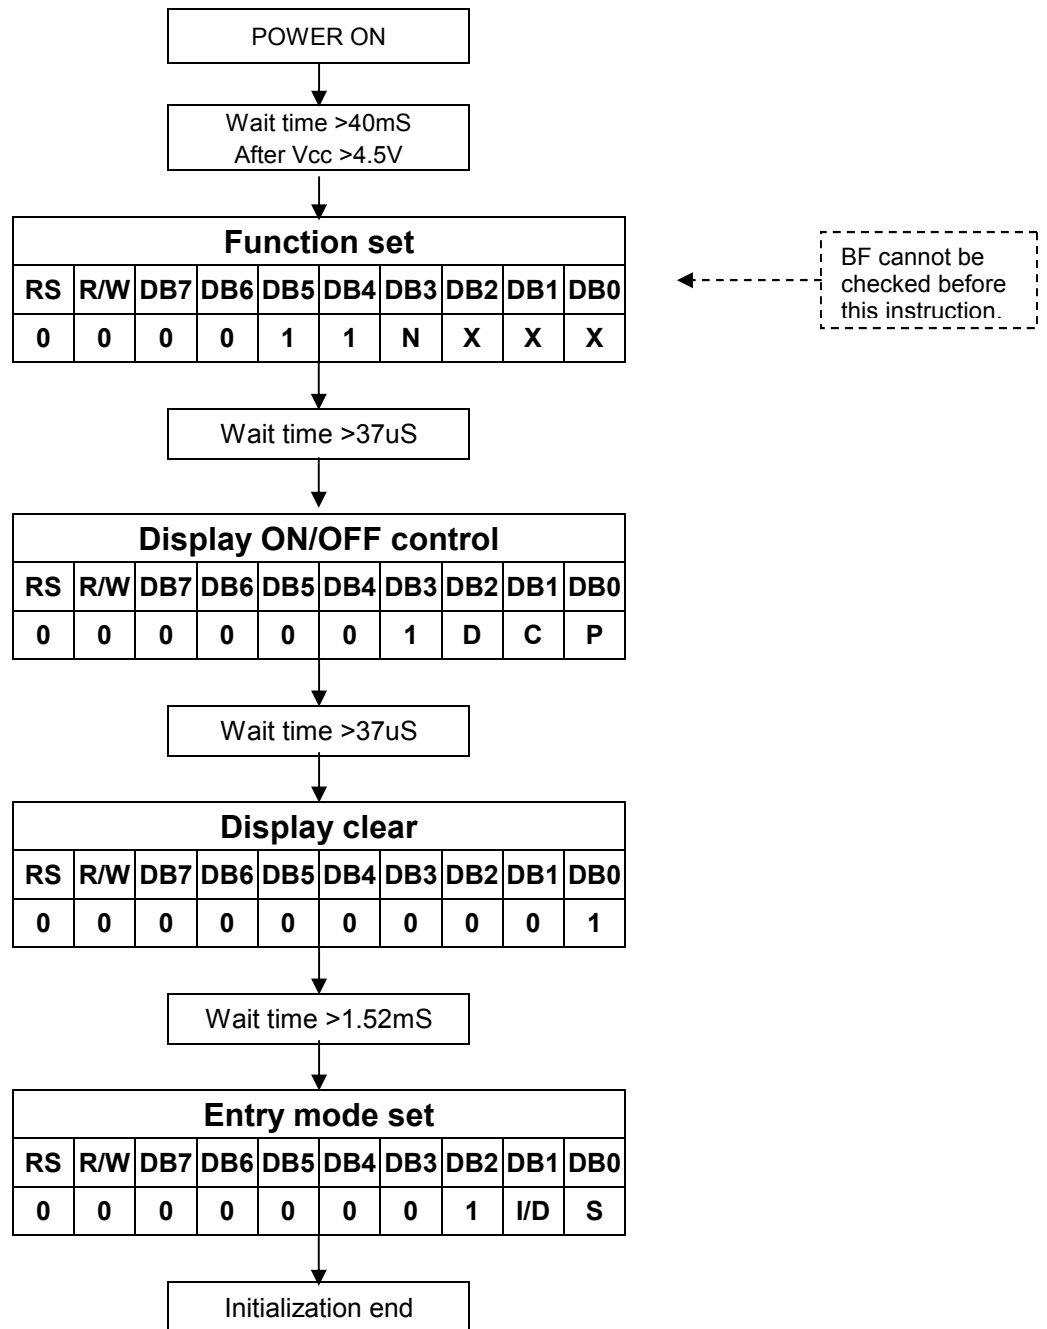 POWER ON
Wait time >40mS
After Vcc >4.5V
Function set
RS R/W DB7 DB6 DB5 DB4 DB3 DB2 DB1 DB0
0 0 0 0 1 1 N X X X
BF cannot be
checked before
this instruction.
Wait time >37uS
Display ON/OFF control
RS R/W DB7 DB6 DB5 DB4 DB3 DB2 DB1 DB0
0 0 0 0 0 0 1 D C P
Wait time >37uS
Display clear
RS R/W DB7 DB6 DB5 DB4 DB3 DB2 DB1 DB0
0 0 0 0 0 0 0 0 0 1
Wait time >1.52mS
Entry mode set
RS R/W DB7 DB6 DB5 DB4 DB3 DB2 DB1 DB0
0 0 0 0 0 0 0 1 I/D S
Initialization end